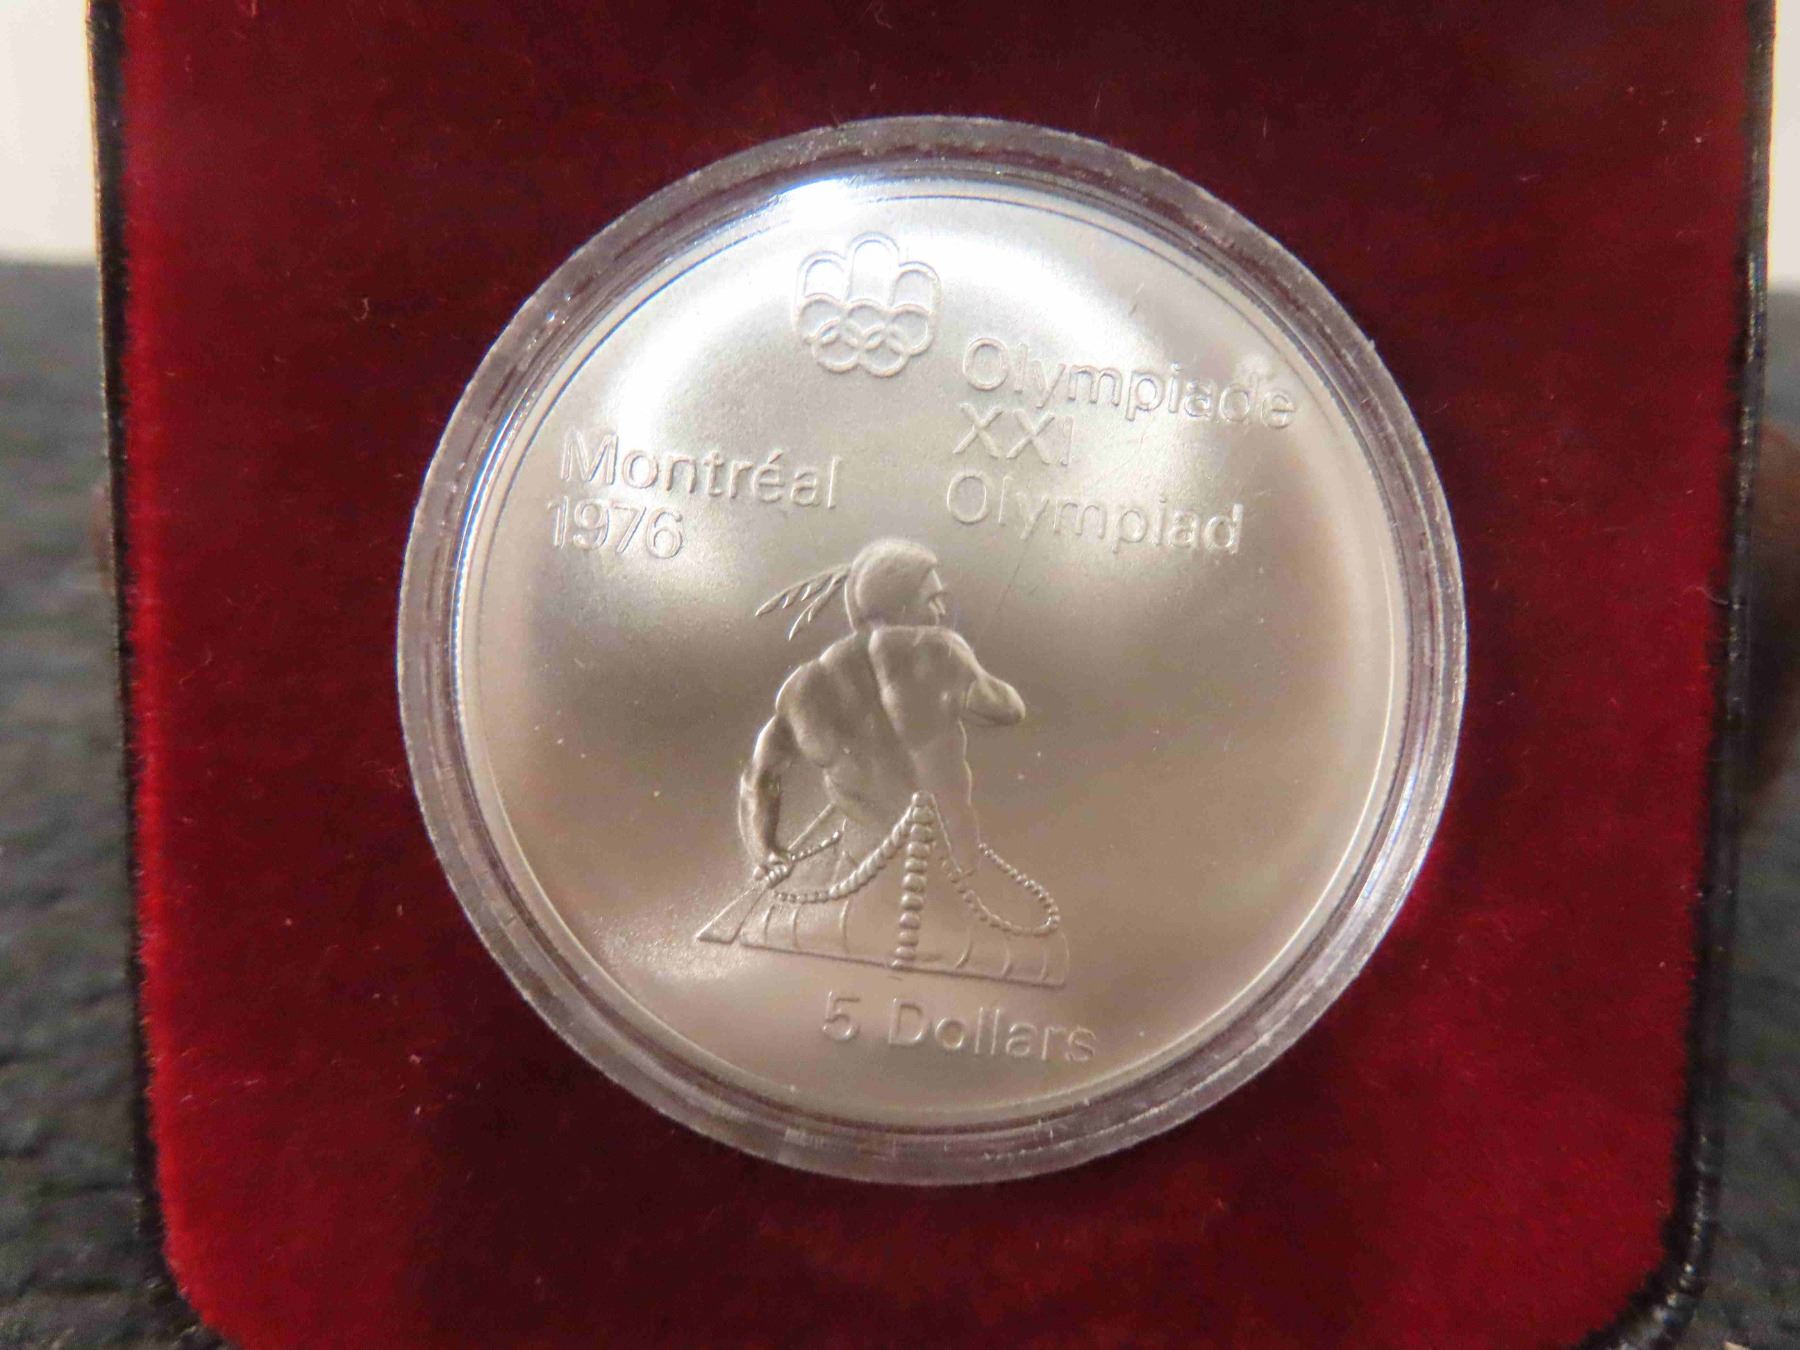 Olympiade
XXI
Olympiad
Montréal
1976
5 Dollars